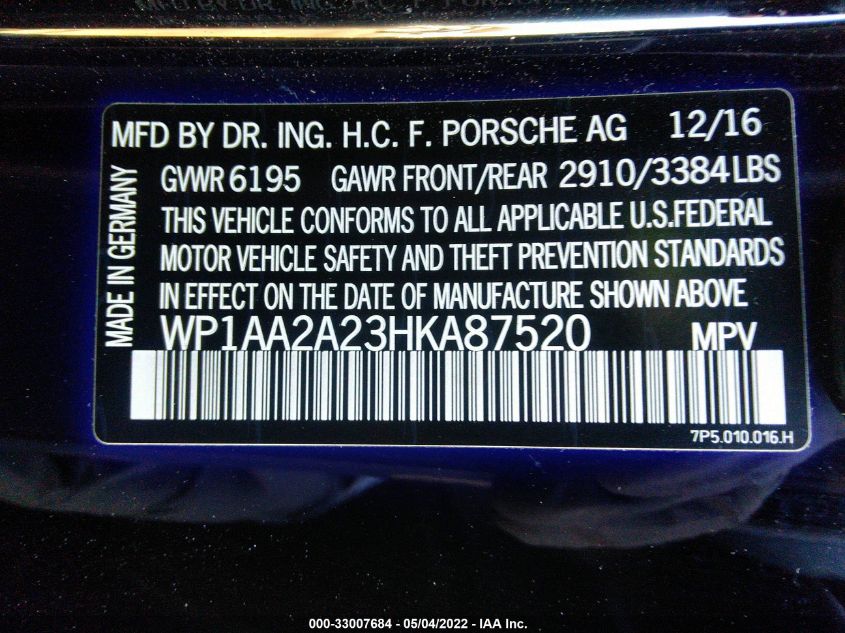 MFD BY DR. ING. H.C. F. PORSCHE AG 12/16
GVWR 6195 GAWR FRONT/REAR 2910/3384 LBS
THIS VEHICLE CONFORMS TO ALL APPLICABLE U.S.FEDERAL
MOTOR VEHICLE SAFETY AND THEFT PREVENTION STANDARDS
IN EFFECT ON THE DATE OF MANUFACTURE SHOWN ABOVE
WP1AA2A23HKA87520 MPV
MADE IN GERMANY
7P5.010.016.H
000-33007684 - 05/04/2022 - IAA Inc.